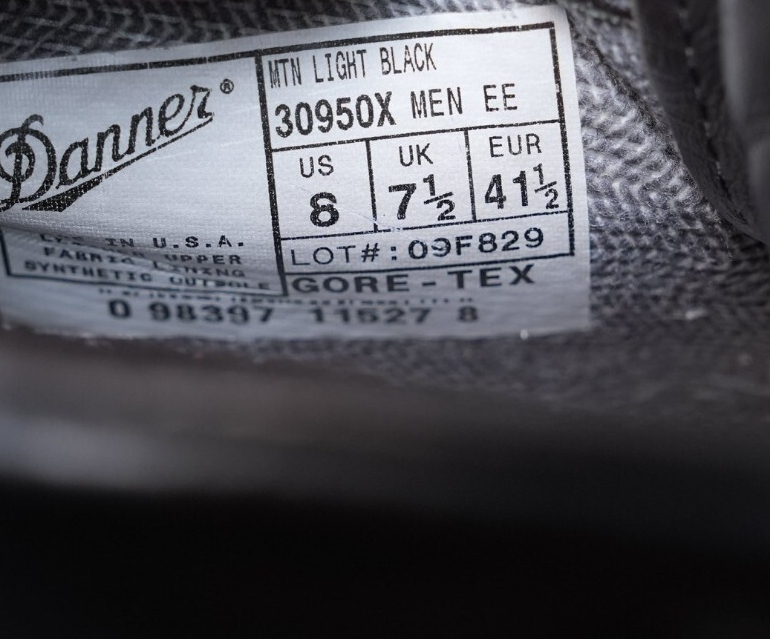 Danner®
MTN LIGHT BLACK
30950X MEN EE
US UK EUR
8 7½ 41½
LOT#:09F829
GORE-TEX
IN U.S.A.
FABRIC UPPER
LINING
SYNTHETIC OUTSOLE
0 98397 11527 8